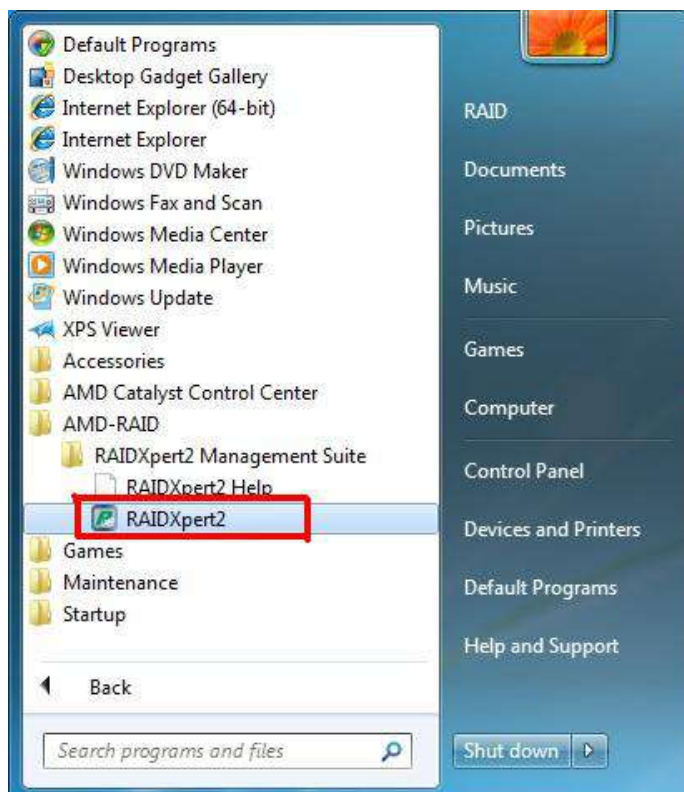 Default Programs
Desktop Gadget Gallery
Internet Explorer (64-bit)
Internet Explorer
Windows DVD Maker
Windows Fax and Scan
Windows Media Center
Windows Media Player
Windows Update
XPS Viewer
Accessories
AMD Catalyst Control Center
AMD-RAID
RAIDXpert2 Management Suite
RAIDXpert2 Help
RAIDXpert2
Games
Maintenance
Startup
Back
Search programs and files
RAID
Documents
Pictures
Music
Games
Computer
Control Panel
Devices and Printers
Default Programs
Help and Support
Shut down